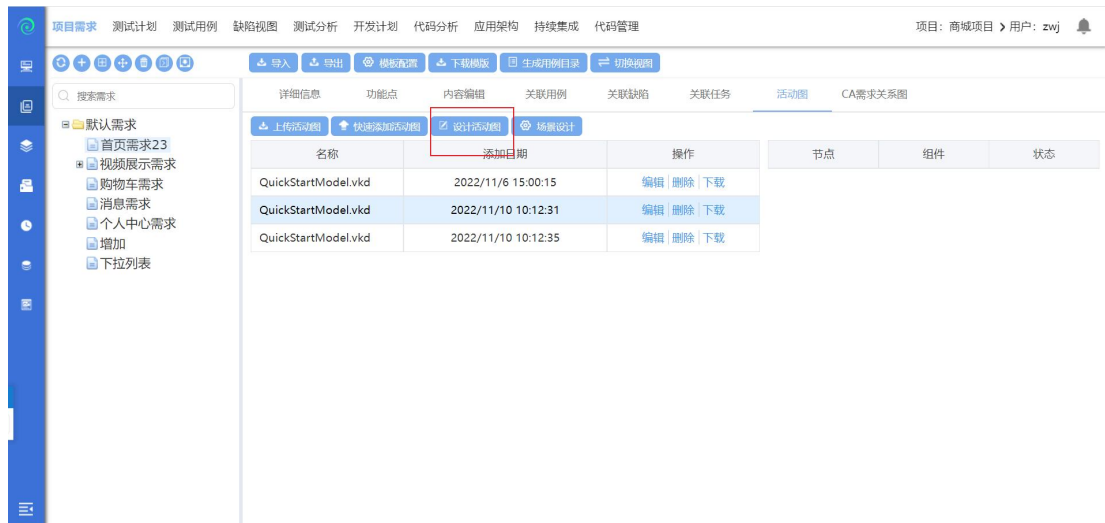 项目需求 测试计划 测试用例 缺陷视图 测试分析 开发计划 代码分析 应用架构 持续集成 代码管理 项目：商城项目 用户：zwj
导入 导出 模板配置 下载模版 生成用例目录 切换视图
搜索需求
详细信息 功能点 内容编辑 关联用例 关联缺陷 关联任务 活动图 CA需求关系图
默认需求
首页需求23
视频展示需求
购物车需求
消息需求
个人中心需求
增加
下拉列表
上传活动图 快速添加活动图 设计活动图 场景设计
名称 添加日期 操作 节点 组件 状态
QuickStartModel.vkd 2022/11/6 15:00:15 编辑 删除 下载
QuickStartModel.vkd 2022/11/10 10:12:31 编辑 删除 下载
QuickStartModel.vkd 2022/11/10 10:12:35 编辑 删除 下载